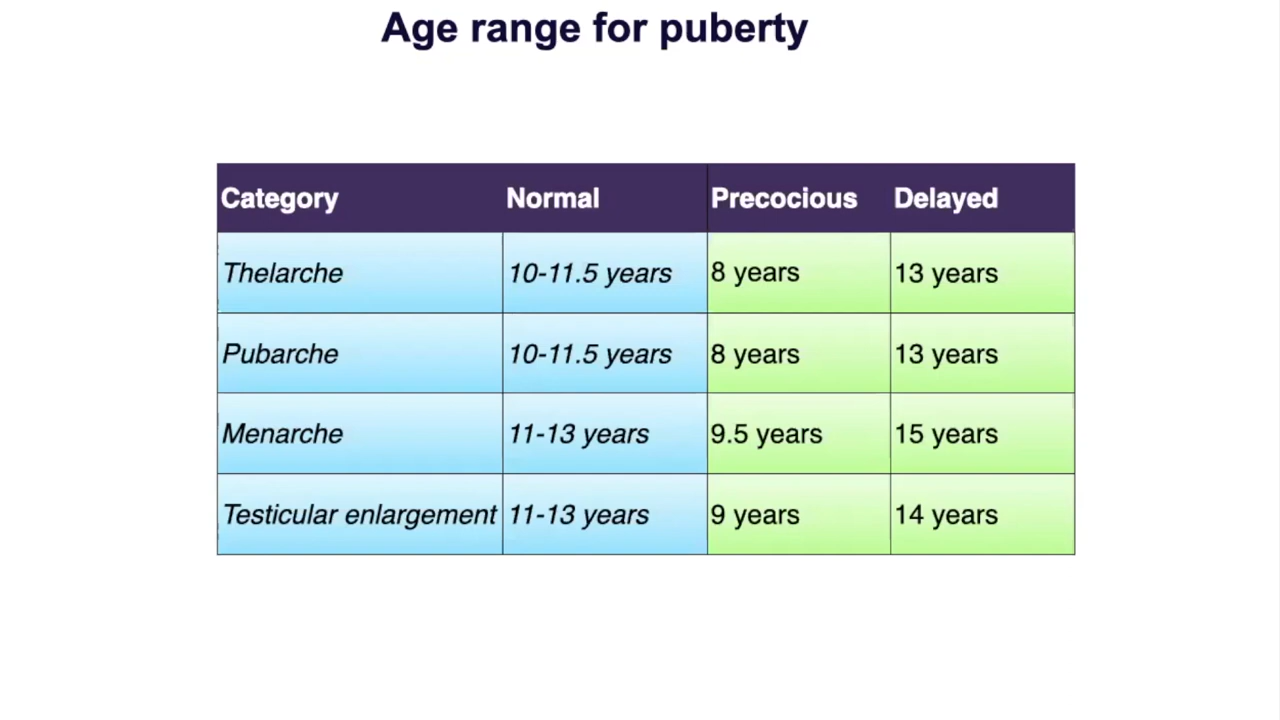 Age range for puberty
Category Normal Precocious Delayed
Thelarche 10-11.5 years 8 years 13 years
Pubarche 10-11.5 years 8 years 13 years
Menarche 11-13 years 9.5 years 15 years
Testicular enlargement 11-13 years 9 years 14 years